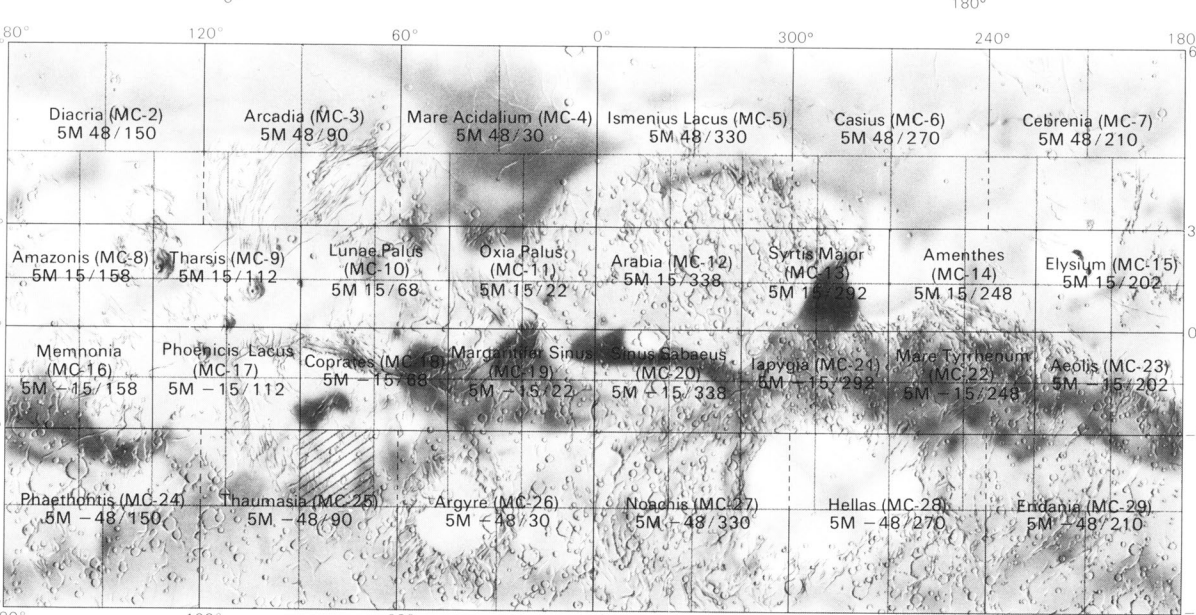 180°
80° 120° 60° 0° 300° 240° 180
Diacria (MC-2)
5M 48/150
Arcadia (MC-3)
5M 48/90
Mare Acidalium (MC-4)
5M 48/30
Ismenius Lacus (MC-5)
5M 48/330
Casius (MC-6)
5M 48/270
Cebrenia (MC-7)
5M 48/210
Amazonis (MC-8)
5M 15/158
Tharsis (MC-9)
5M 15/112
Lunae Palus
(MC-10)
5M 15/68
Oxia Palus
(MC-11)
5M 15/22
Arabia (MC-12)
5M 15/338
Syrtis Major
(MC-13)
5M 15/292
Amenthes
(MC-14)
5M 15/248
Elysium (MC-15)
5M 15/202
Memnonia
(MC-16)
5M -15/158
Phoenicis Lacus
(MC-17)
5M -15/112
Coprates (MC-18)
5M -15/68
Margaritifer Sinus
(MC-19)
5M -15/22
Sinus Sabaeus
(MC-20)
5M -15/338
Iapygia (MC-21)
5M -15/292
Mare Tyrrhenum
(MC-22)
5M -15/248
Aeolis (MC-23)
5M -15/202
Phaethontis (MC-24)
5M -48/150
Thaumasia (MC-25)
5M -48/90
Argyre (MC-26)
5M -48/30
Noachis (MC-27)
5M -48/330
Hellas (MC-28)
5M -48/270
Eridania (MC-29)
5M -48/210